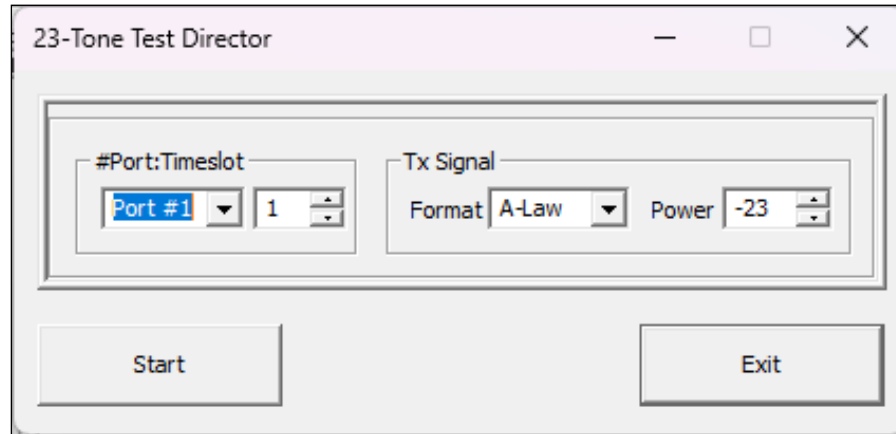 23-Tone Test Director
#Port:Timeslot
Port #1 1
Tx Signal
Format A-Law Power -23
Start
Exit